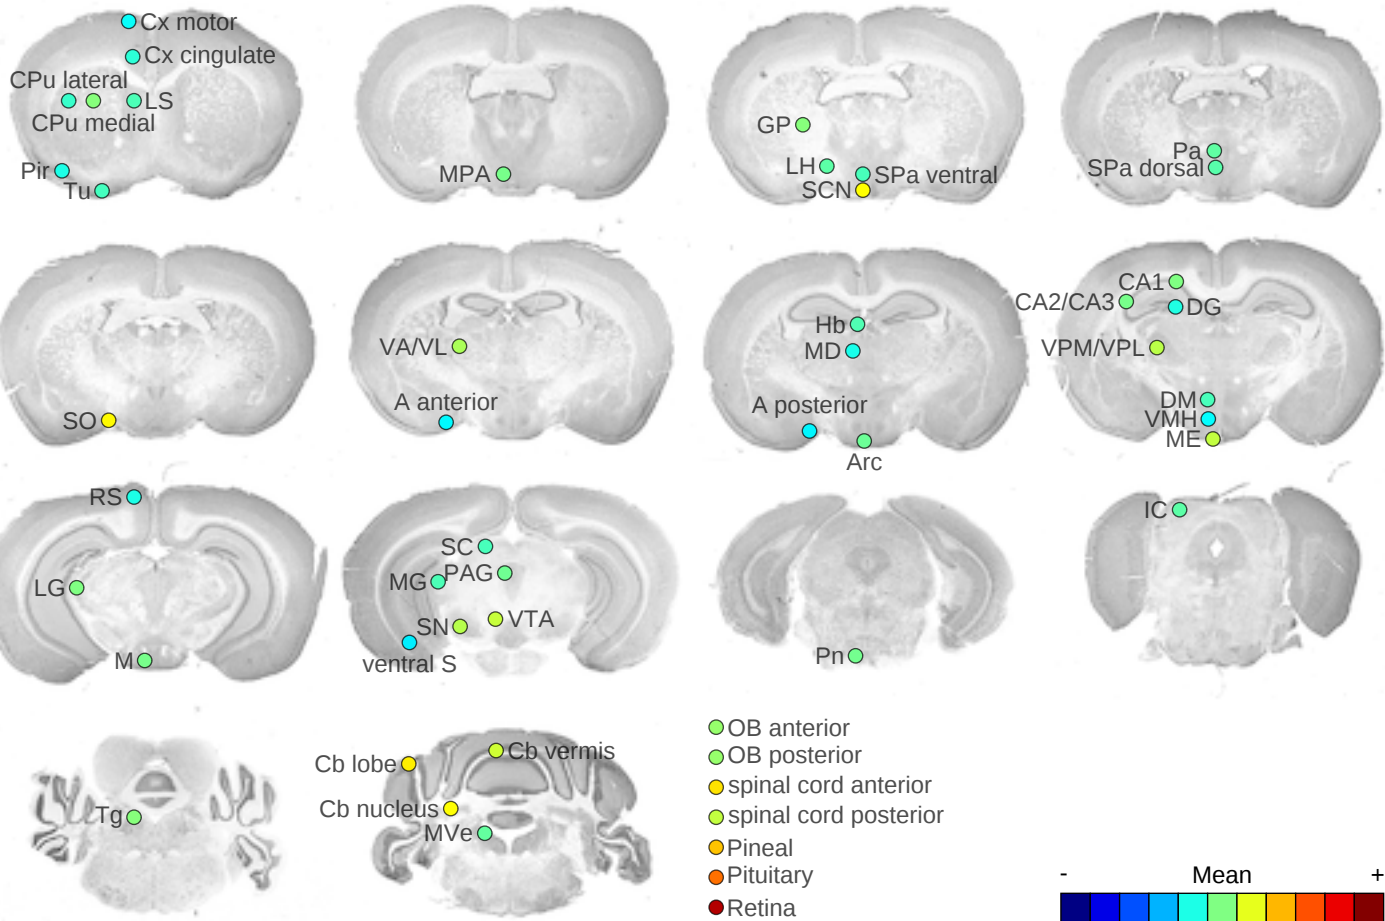 Cx motor
Cx cingulate
CPu lateral
LS
CPu medial
Pir
Tu
MPA
GP
LH
SPa ventral
SCN
Pa
SPa dorsal
SO
VA/VL
A anterior
Hb
MD
A posterior
Arc
CA1
CA2/CA3
DG
VPM/VPL
DM
VMH
ME
RS
LG
M
SC
PAG
MG
SN
VTA
ventral S
Pn
IC
Tg
Cb lobe
Cb vermis
Cb nucleus
MVe
OB anterior
OB posterior
spinal cord anterior
spinal cord posterior
Pineal
Pituitary
Retina
- Mean +